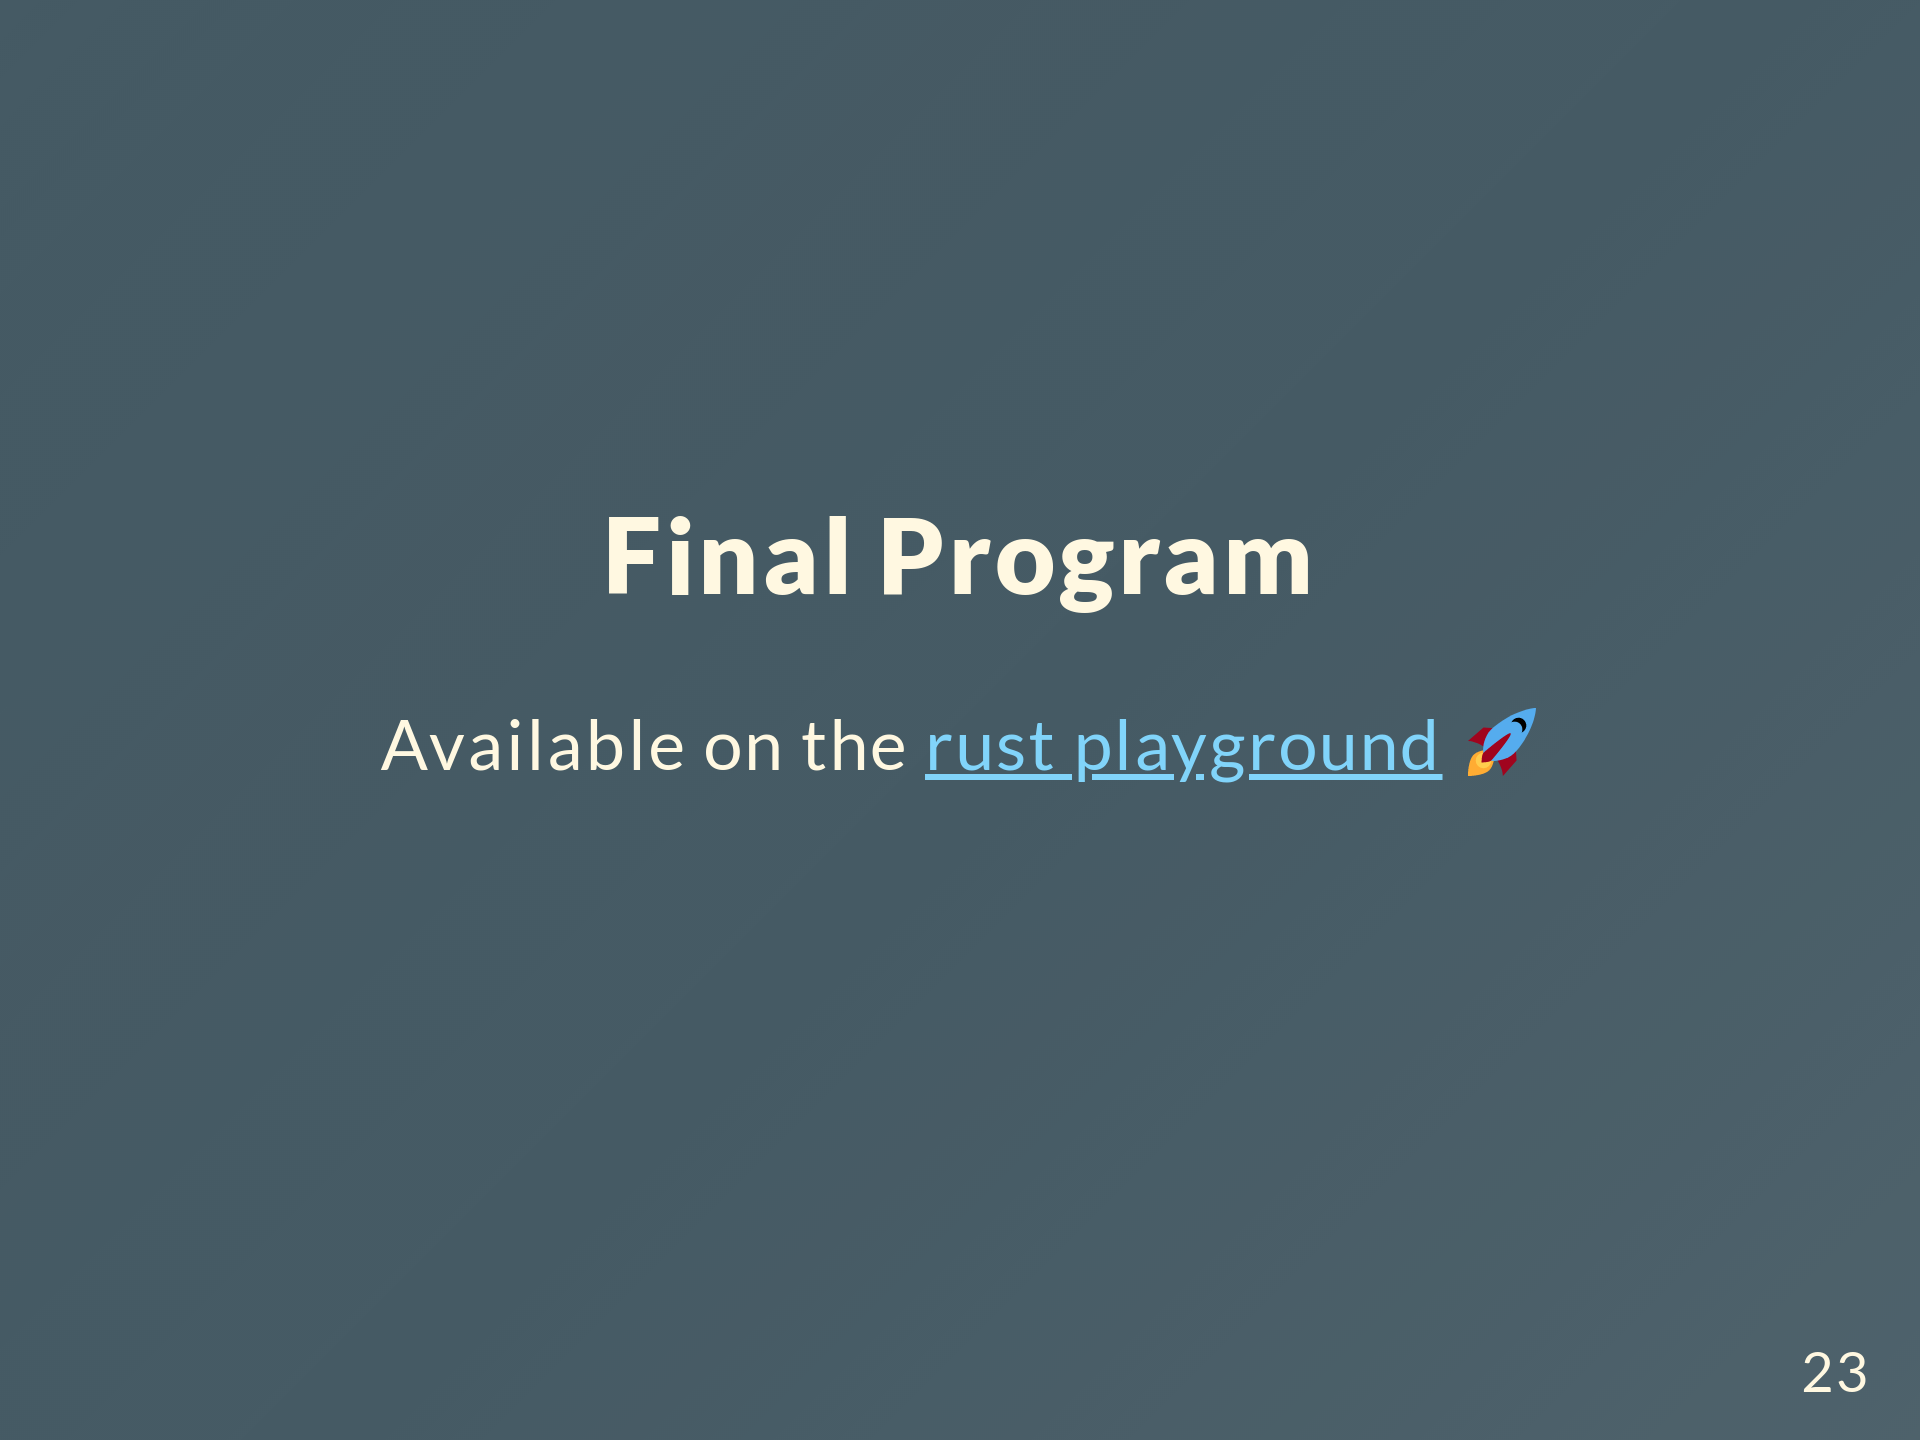 Final Program
Available on the rust playground 🚀
23